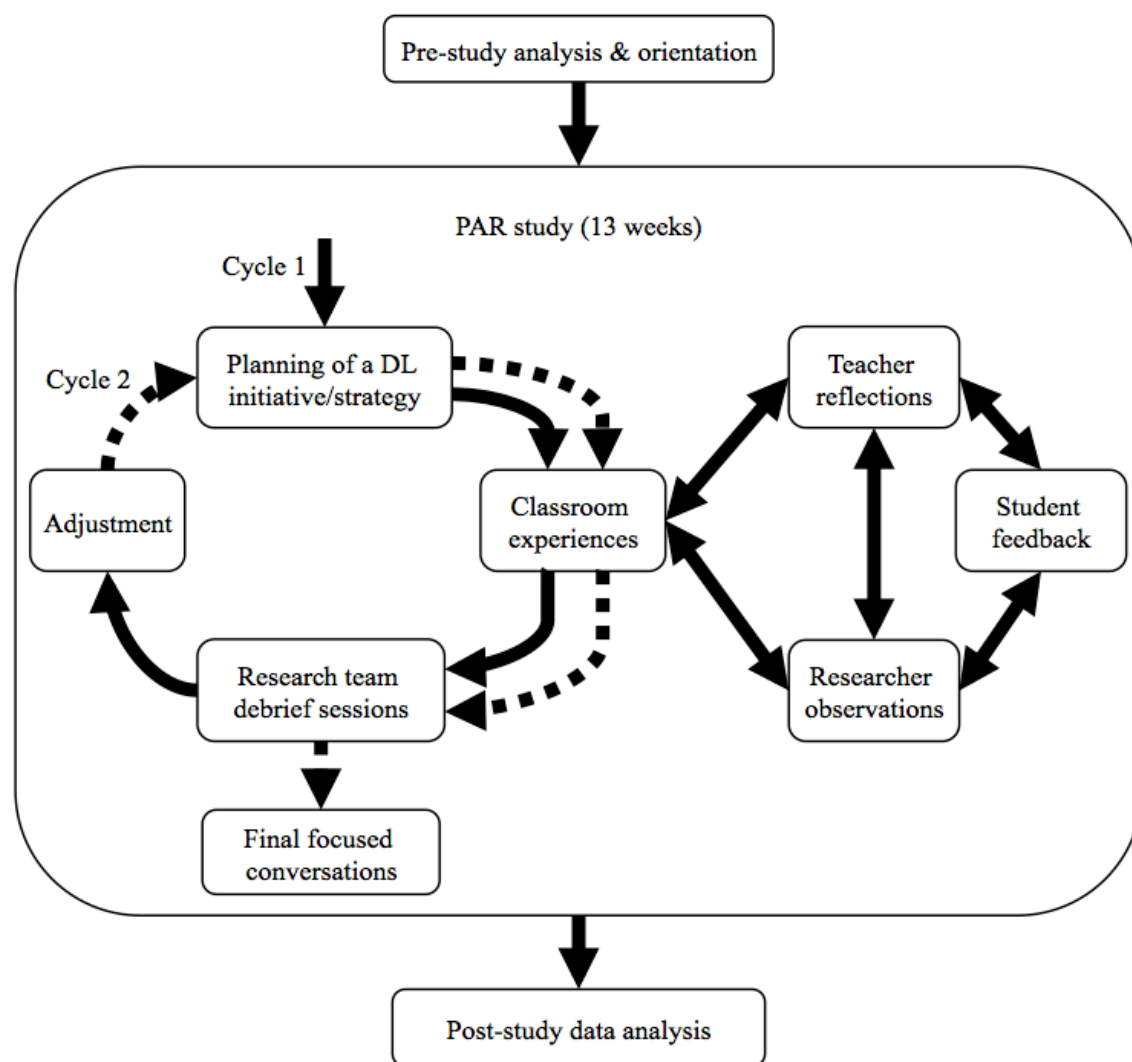 Pre-study analysis & orientation
PAR study (13 weeks)
Cycle 1
Planning of a DL
initiative/strategy
Cycle 2
Adjustment
Classroom
experiences
Research team
debrief sessions
Final focused
conversations
Teacher
reflections
Student
feedback
Researcher
observations
Post-study data analysis